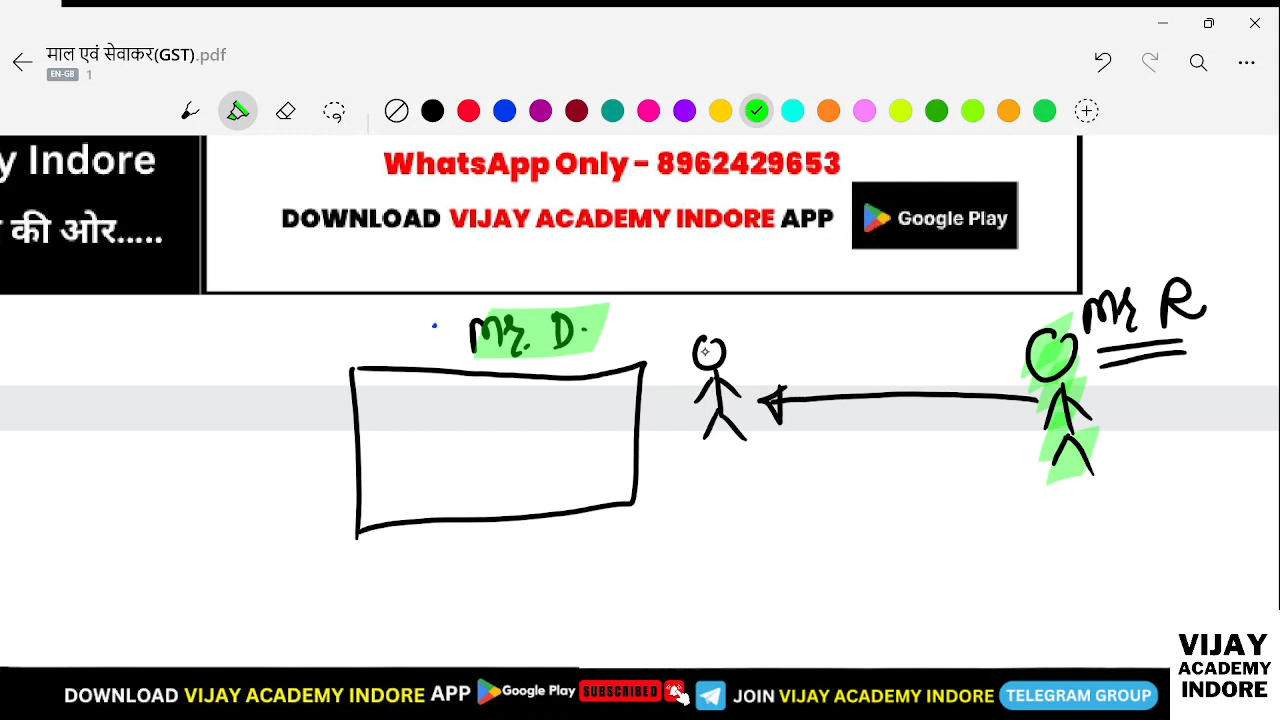 माल एवं सेवाकर(GST).pdf
EN-GB 1
y Indore
की ओर.....
WhatsApp Only - 8962429653
DOWNLOAD VIJAY ACADEMY INDORE APP
Google Play
Mr. D.
Mr R
VIJAY
ACADEMY
INDORE
DOWNLOAD VIJAY ACADEMY INDORE APP Google Play SUBSCRIBED JOIN VIJAY ACADEMY INDORE TELEGRAM GROUP